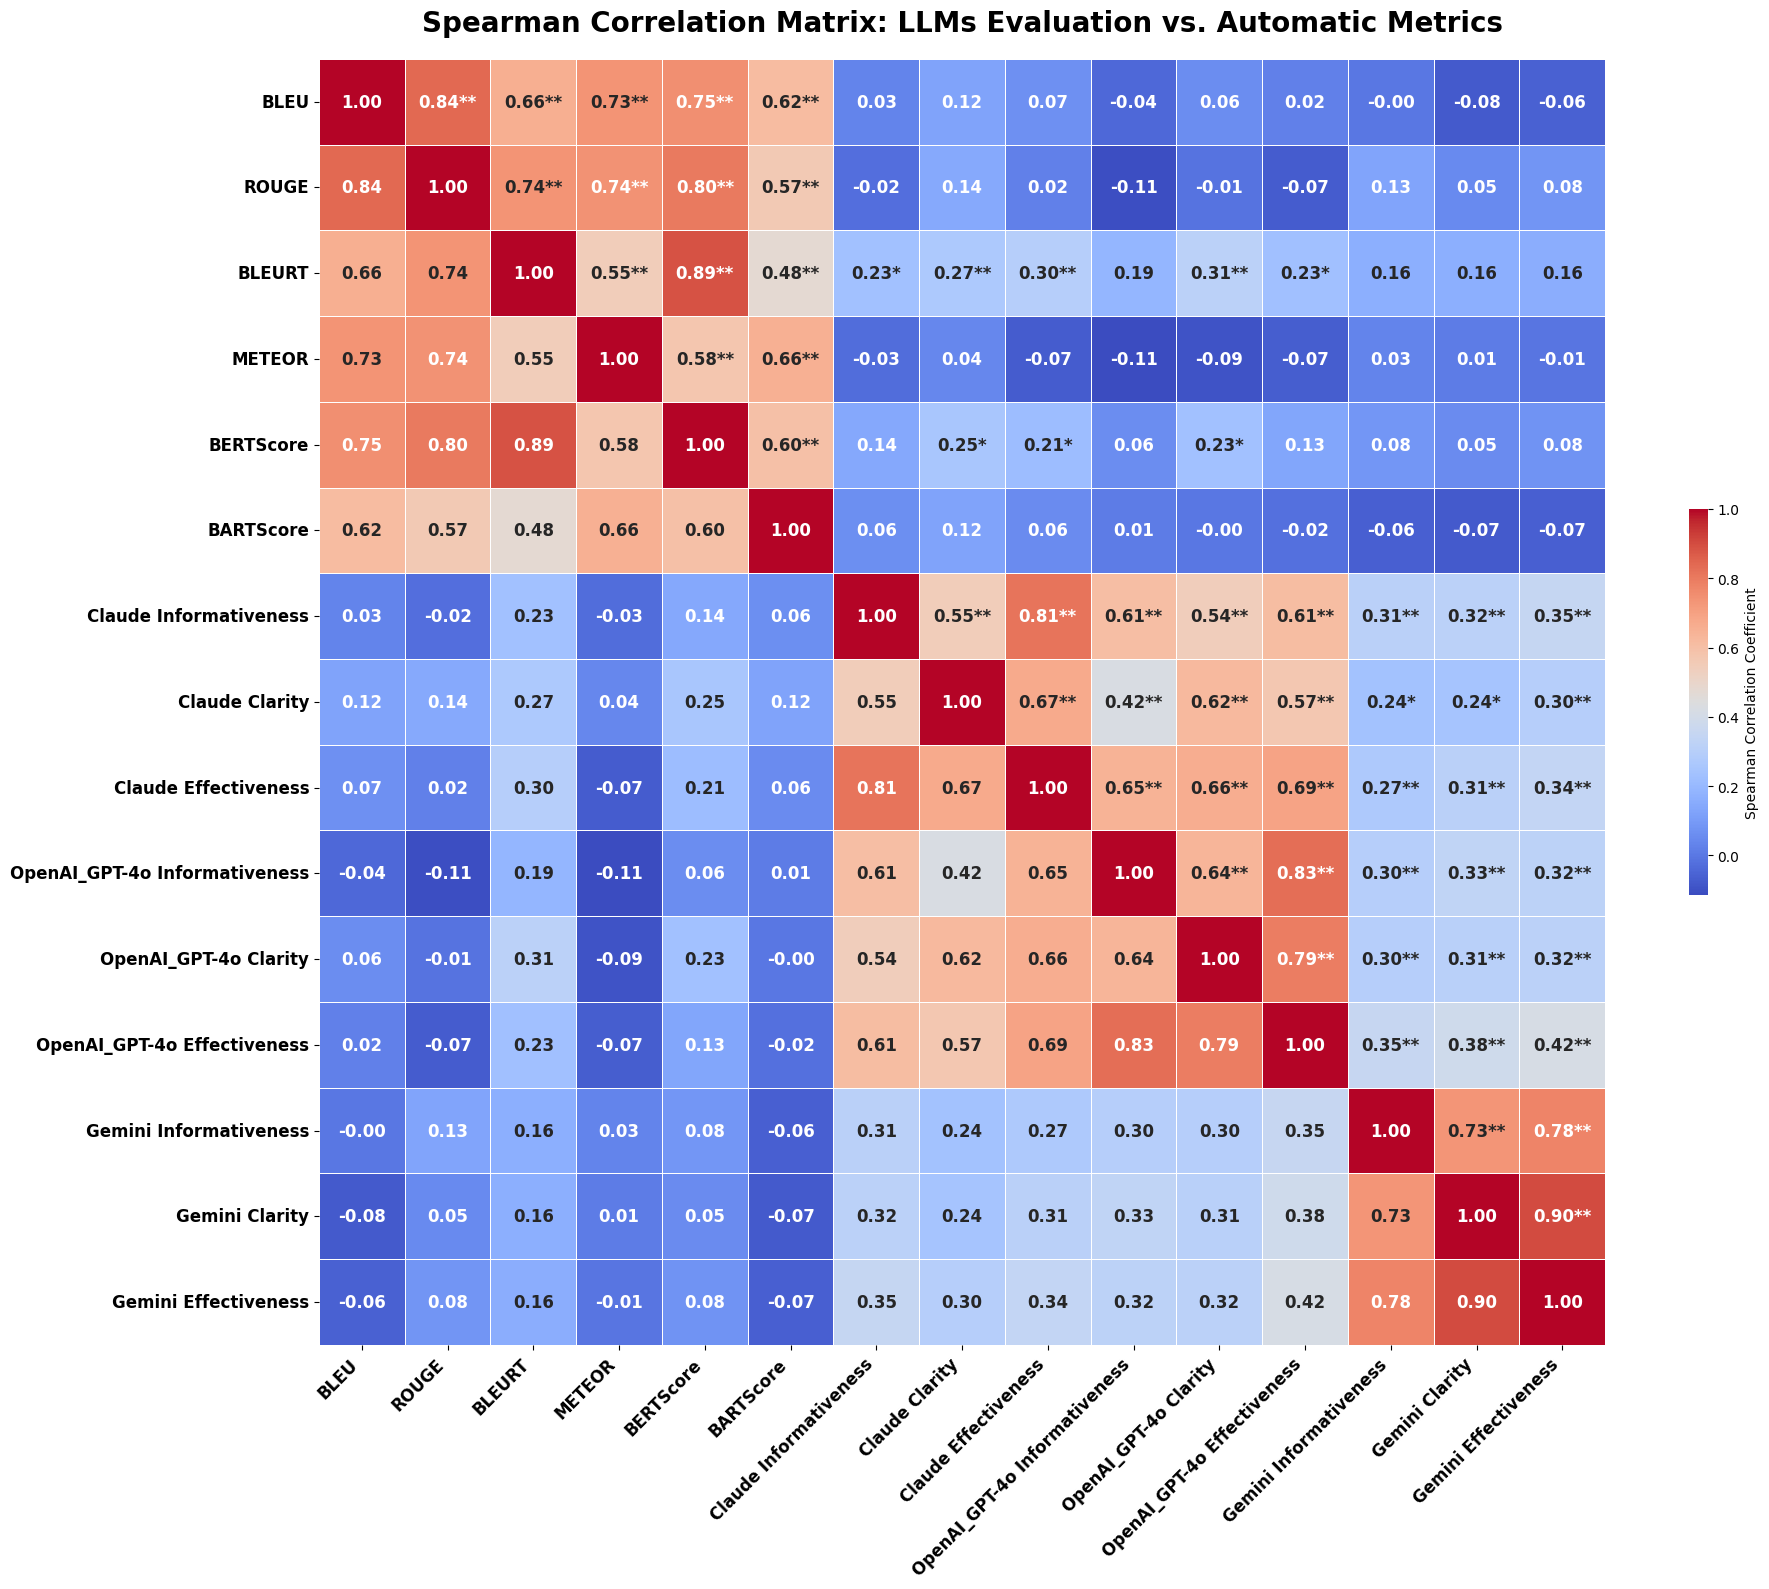 Spearman Correlation Matrix: LLMs Evaluation vs. Automatic Metrics
BLEU 1.00 0.84** 0.66** 0.73** 0.75** 0.62** 0.03 0.12 0.07 -0.04 0.06 0.02 -0.00 -0.08 -0.06
ROUGE 0.84 1.00 0.74** 0.74** 0.80** 0.57** -0.02 0.14 0.02 -0.11 -0.01 -0.07 0.13 0.05 0.08
BLEURT 0.66 0.74 1.00 0.55** 0.89** 0.48** 0.23* 0.27** 0.30** 0.19 0.31** 0.23* 0.16 0.16 0.16
METEOR 0.73 0.74 0.55 1.00 0.58** 0.66** -0.03 0.04 -0.07 -0.11 -0.09 -0.07 0.03 0.01 -0.01
BERTScore 0.75 0.80 0.89 0.58 1.00 0.60** 0.14 0.25* 0.21* 0.06 0.23* 0.13 0.08 0.05 0.08
BARTScore 0.62 0.57 0.48 0.66 0.60 1.00 0.06 0.12 0.06 0.01 -0.00 -0.02 -0.06 -0.07 -0.07
Claude Informativeness 0.03 -0.02 0.23 -0.03 0.14 0.06 1.00 0.55** 0.81** 0.61** 0.54** 0.61** 0.31** 0.32** 0.35**
Claude Clarity 0.12 0.14 0.27 0.04 0.25 0.12 0.55 1.00 0.67** 0.42** 0.62** 0.57** 0.24* 0.24* 0.30**
Claude Effectiveness 0.07 0.02 0.30 -0.07 0.21 0.06 0.81 0.67 1.00 0.65** 0.66** 0.69** 0.27** 0.31** 0.34**
OpenAI_GPT-4o Informativeness -0.04 -0.11 0.19 -0.11 0.06 0.01 0.61 0.42 0.65 1.00 0.64** 0.83** 0.30** 0.33** 0.32**
OpenAI_GPT-4o Clarity 0.06 -0.01 0.31 -0.09 0.23 -0.00 0.54 0.62 0.66 0.64 1.00 0.79** 0.30** 0.31** 0.32**
OpenAI_GPT-4o Effectiveness 0.02 -0.07 0.23 -0.07 0.13 -0.02 0.61 0.57 0.69 0.83 0.79 1.00 0.35** 0.38** 0.42**
Gemini Informativeness -0.00 0.13 0.16 0.03 0.08 -0.06 0.31 0.24 0.27 0.30 0.30 0.35 1.00 0.73** 0.78**
Gemini Clarity -0.08 0.05 0.16 0.01 0.05 -0.07 0.32 0.24 0.31 0.33 0.31 0.38 0.73 1.00 0.90**
Gemini Effectiveness -0.06 0.08 0.16 -0.01 0.08 -0.07 0.35 0.30 0.34 0.32 0.32 0.42 0.78 0.90 1.00
BLEU
ROUGE
BLEURT
METEOR
BERTScore
BARTScore
Claude Informativeness
Claude Clarity
Claude Effectiveness
OpenAI_GPT-4o Informativeness
OpenAI_GPT-4o Clarity
OpenAI_GPT-4o Effectiveness
Gemini Informativeness
Gemini Clarity
Gemini Effectiveness
1.0
0.8
0.6
0.4
0.2
0.0
Spearman Correlation Coefficient